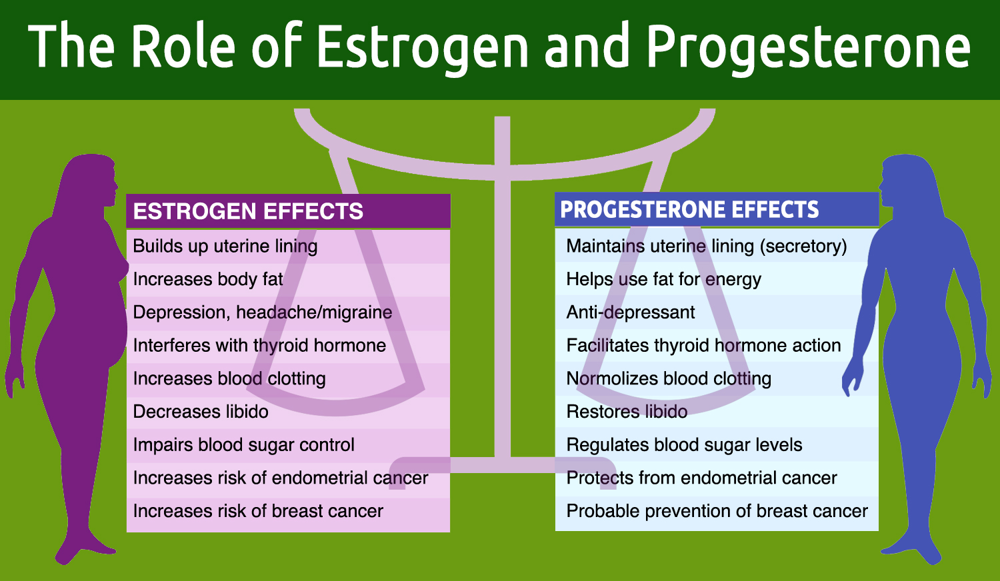 The Role of Estrogen and Progesterone
ESTROGEN EFFECTS
Builds up uterine lining
Increases body fat
Depression, headache/migraine
Interferes with thyroid hormone
Increases blood clotting
Decreases libido
Impairs blood sugar control
Increases risk of endometrial cancer
Increases risk of breast cancer
PROGESTERONE EFFECTS
Maintains uterine lining (secretory)
Helps use fat for energy
Anti-depressant
Facilitates thyroid hormone action
Normolizes blood clotting
Restores libido
Regulates blood sugar levels
Protects from endometrial cancer
Probable prevention of breast cancer